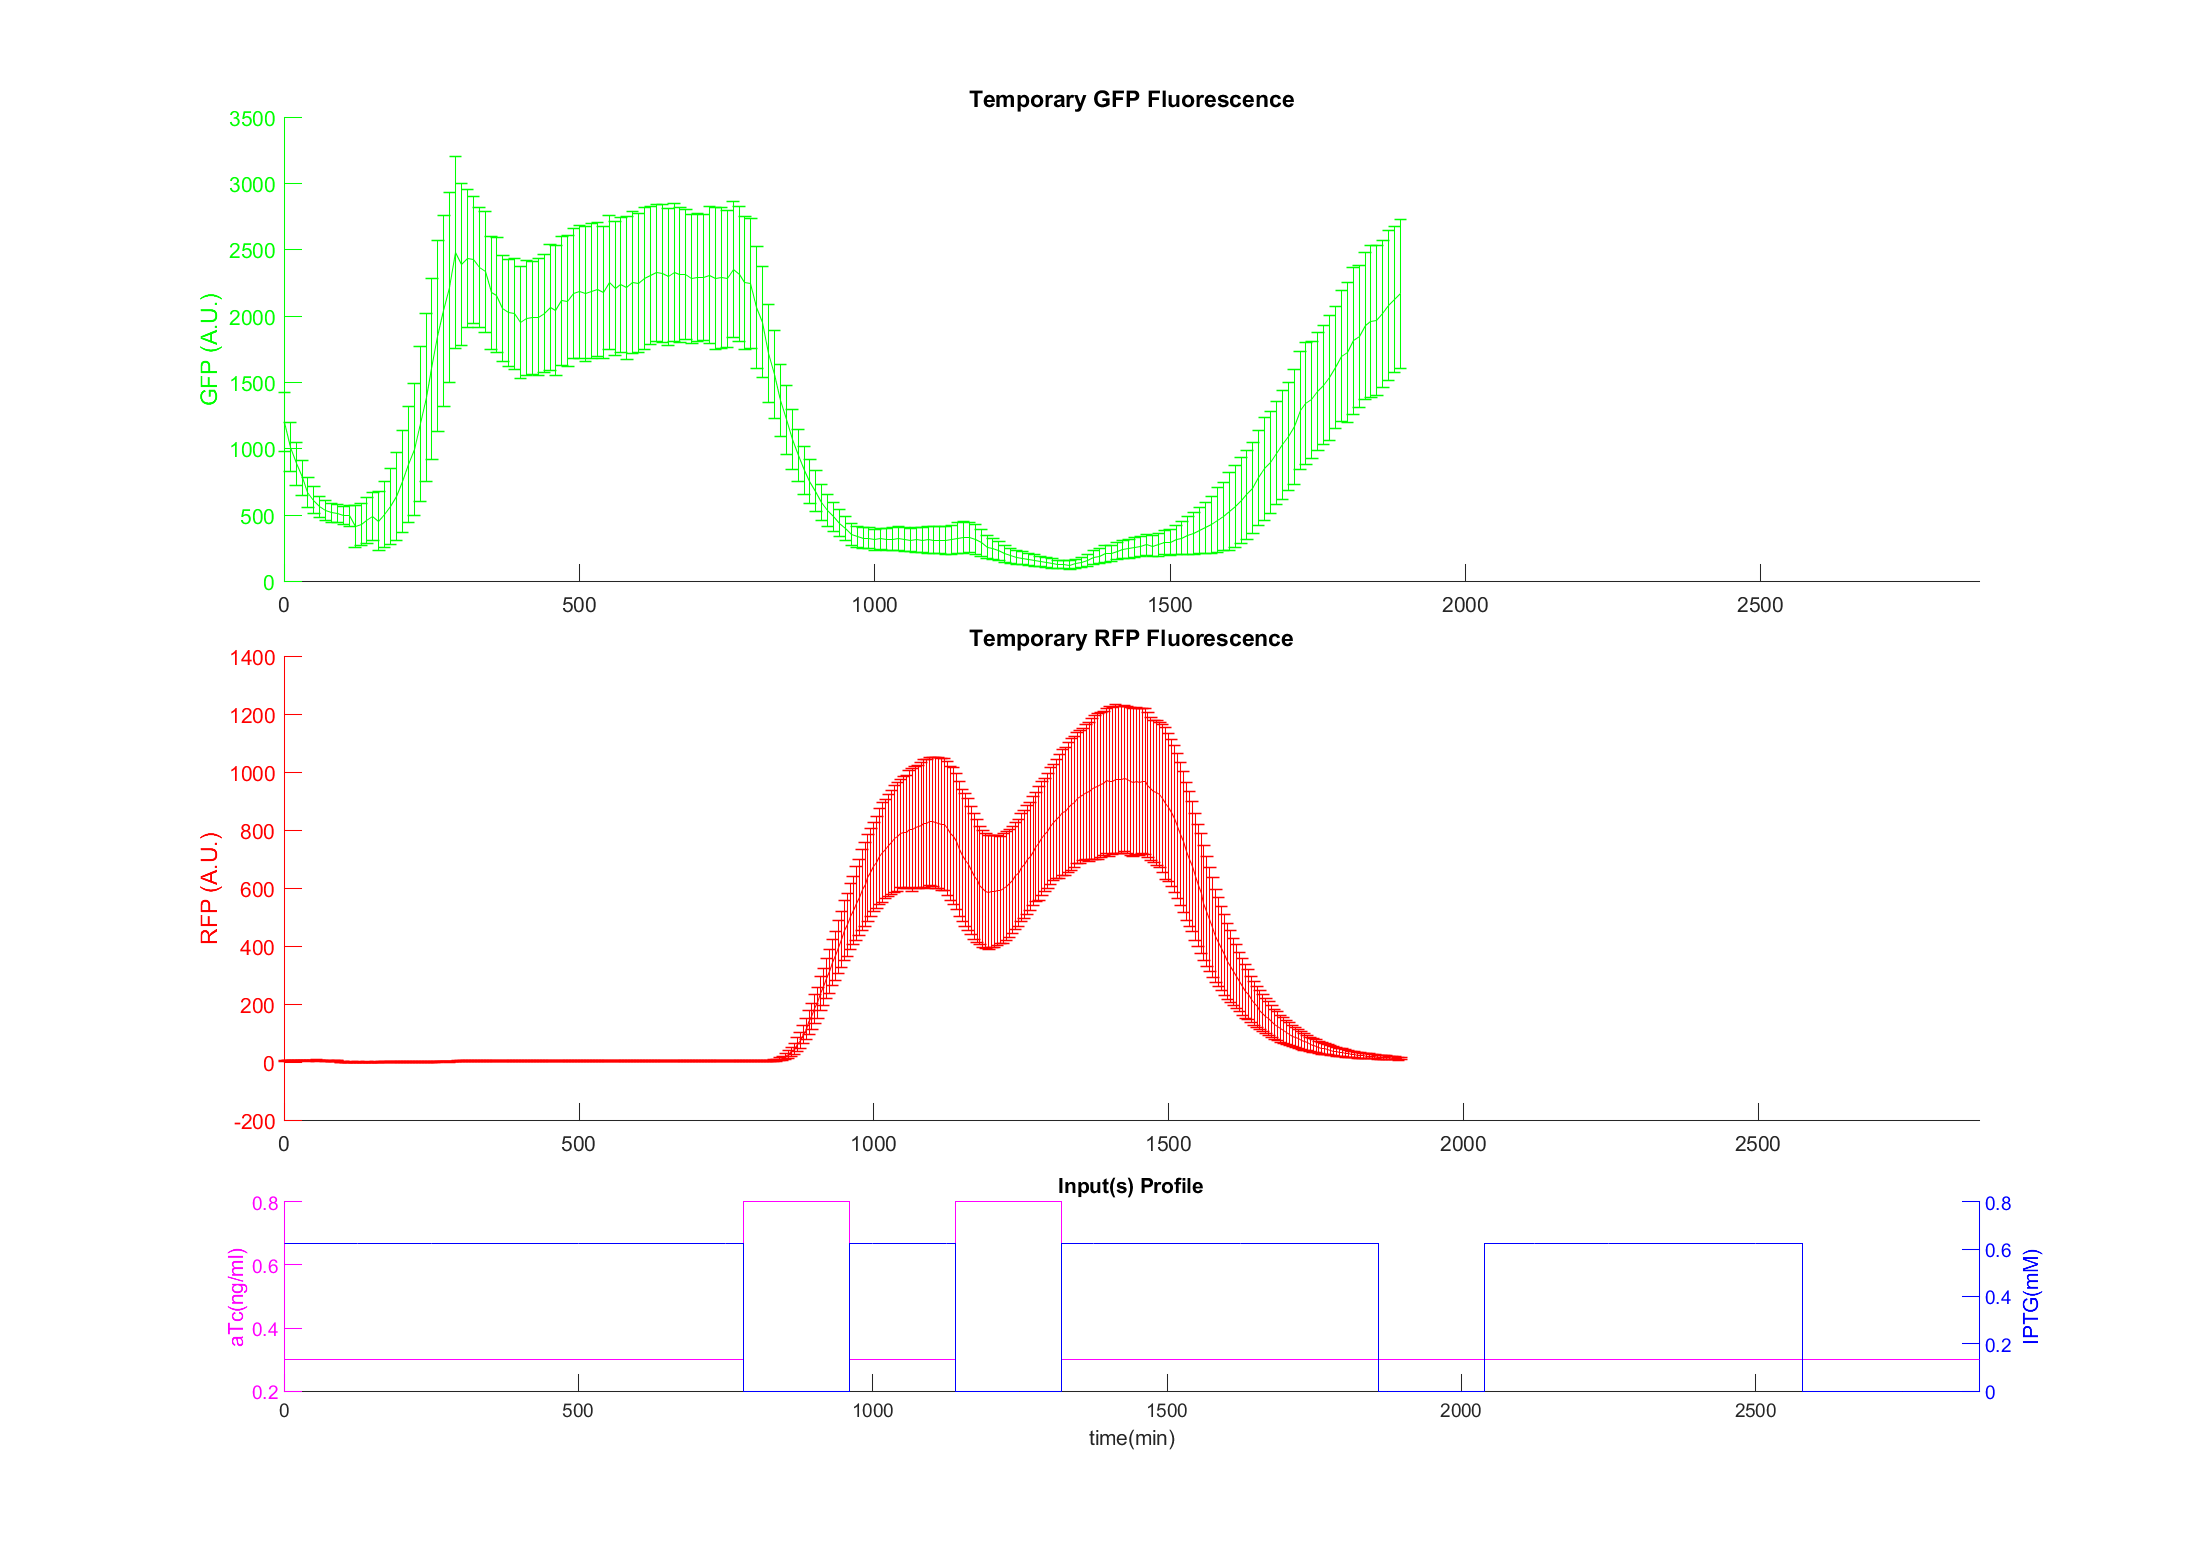 Temporary GFP Fluorescence
3500
3000
2500
2000
1500
1000
500
0
GFP (A.U.)
0 500 1000 1500 2000 2500
Temporary RFP Fluorescence
1400
1200
1000
800
600
400
200
0
-200
RFP (A.U.)
0 500 1000 1500 2000 2500
Input(s) Profile
0.8
0.6
0.4
0.2
aTc(ng/ml)
0.8
0.6
0.4
0.2
0
IPTG(mM)
0 500 1000 1500 2000 2500
time(min)